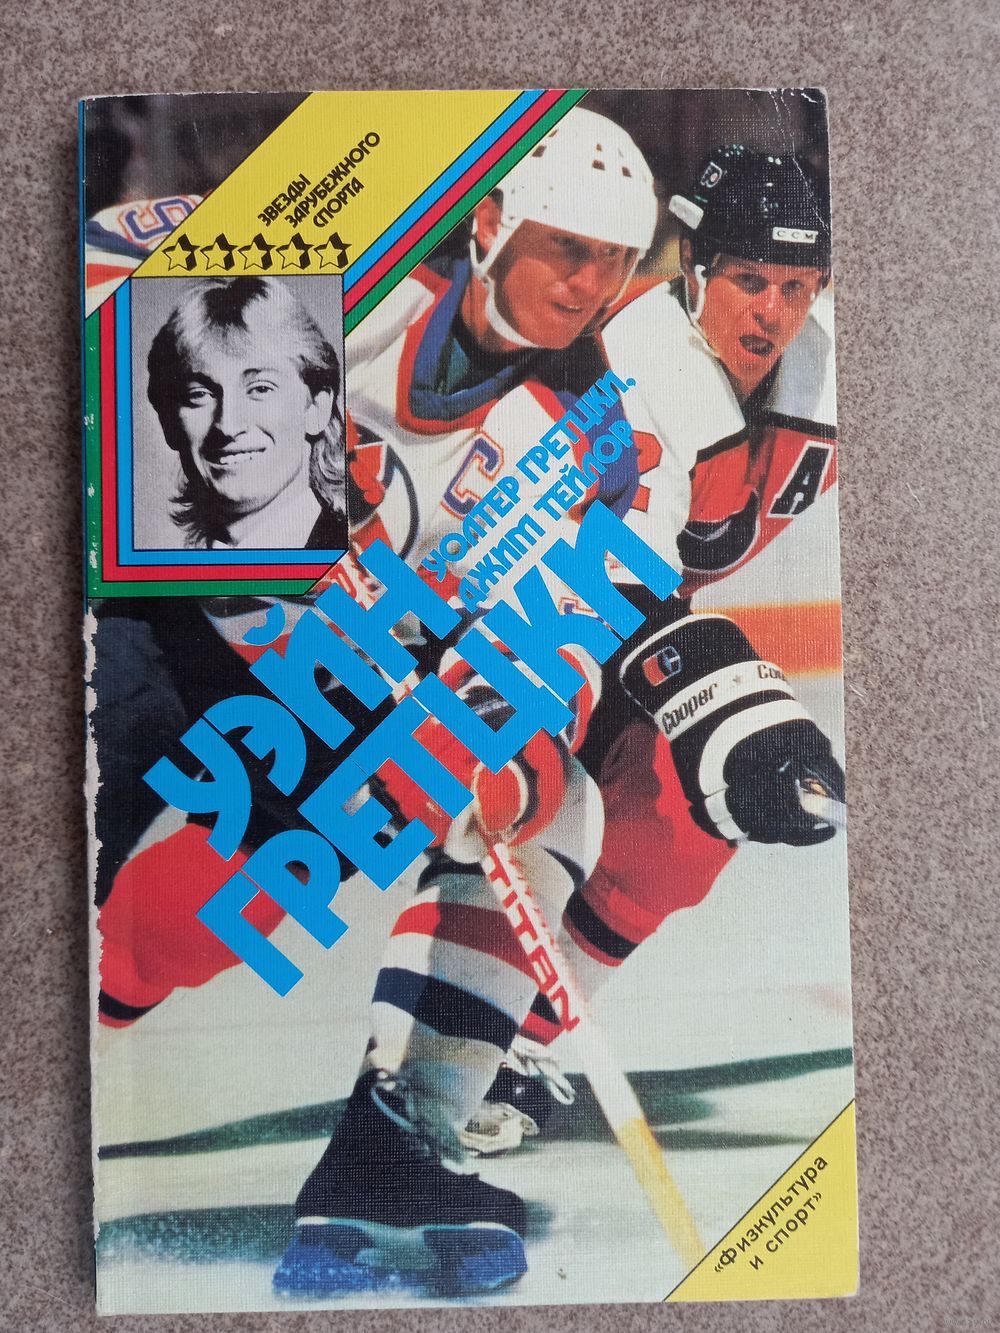 ЗВЕЗДЫ
ЗАРУБЕЖНОГО
СПОРТА
УОЛТЕР ГРЕТЦКИ.
ДЖИМ ТЕЙЛОР
УЭЙН
ГРЕТЦКИ
CCM
A
C
Cooper
TITAN
«Физкультура
и спорт»